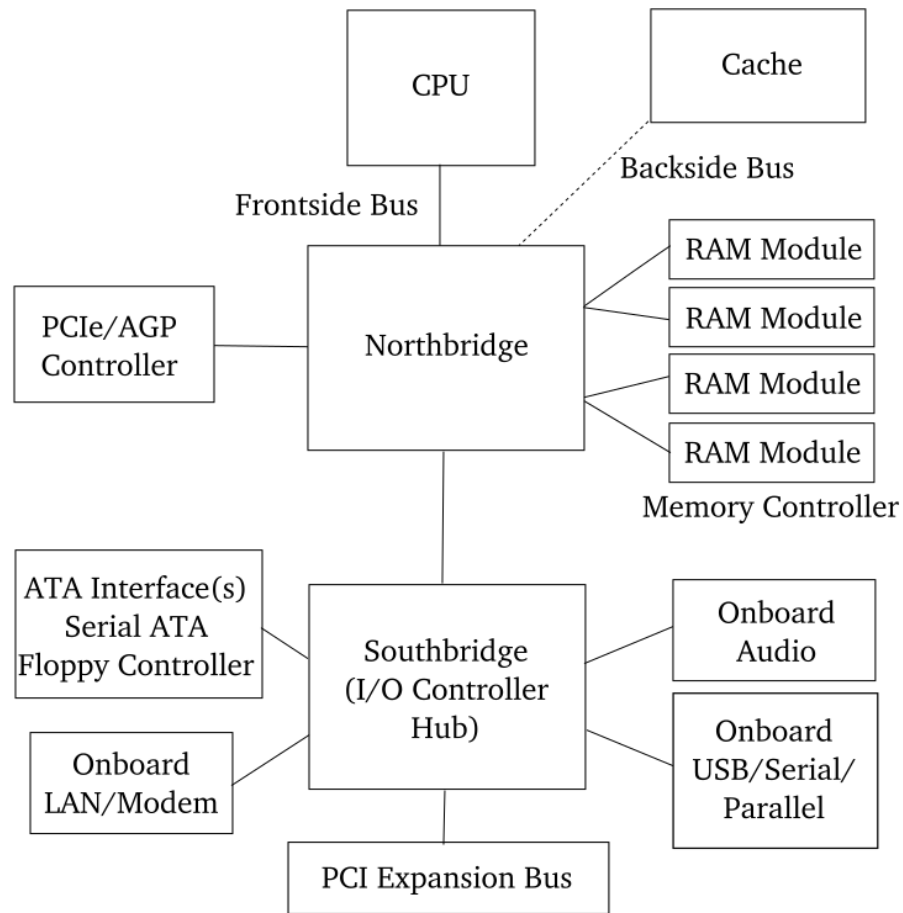 CPU
Cache
Backside Bus
Frontside Bus
RAM Module
RAM Module
RAM Module
RAM Module
Memory Controller
PCIe/AGP
Controller
Northbridge
ATA Interface(s)
Serial ATA
Floppy Controller
Southbridge
(I/O Controller
Hub)
Onboard
Audio
Onboard
LAN/Modem
Onboard
USB/Serial/
Parallel
PCI Expansion Bus